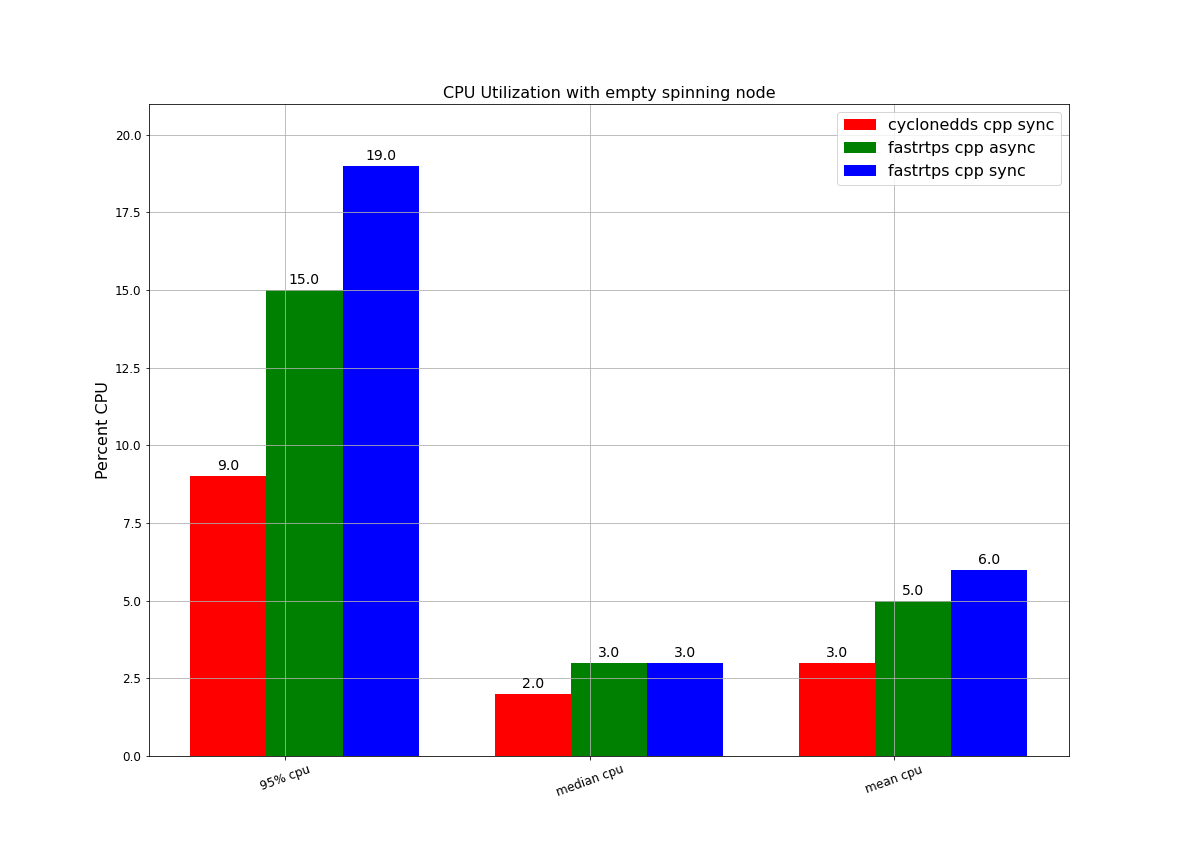 CPU Utilization with empty spinning node
cyclonedds cpp sync
fastrtps cpp async
fastrtps cpp sync
Percent CPU
20.0
17.5
15.0
12.5
10.0
7.5
5.0
2.5
0.0
9.0
15.0
19.0
2.0
3.0
3.0
3.0
5.0
6.0
95% cpu
median cpu
mean cpu